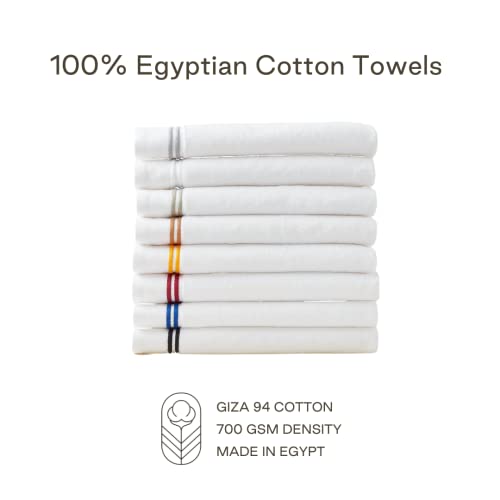 100% Egyptian Cotton Towels
GIZA 94 COTTON
700 GSM DENSITY
MADE IN EGYPT